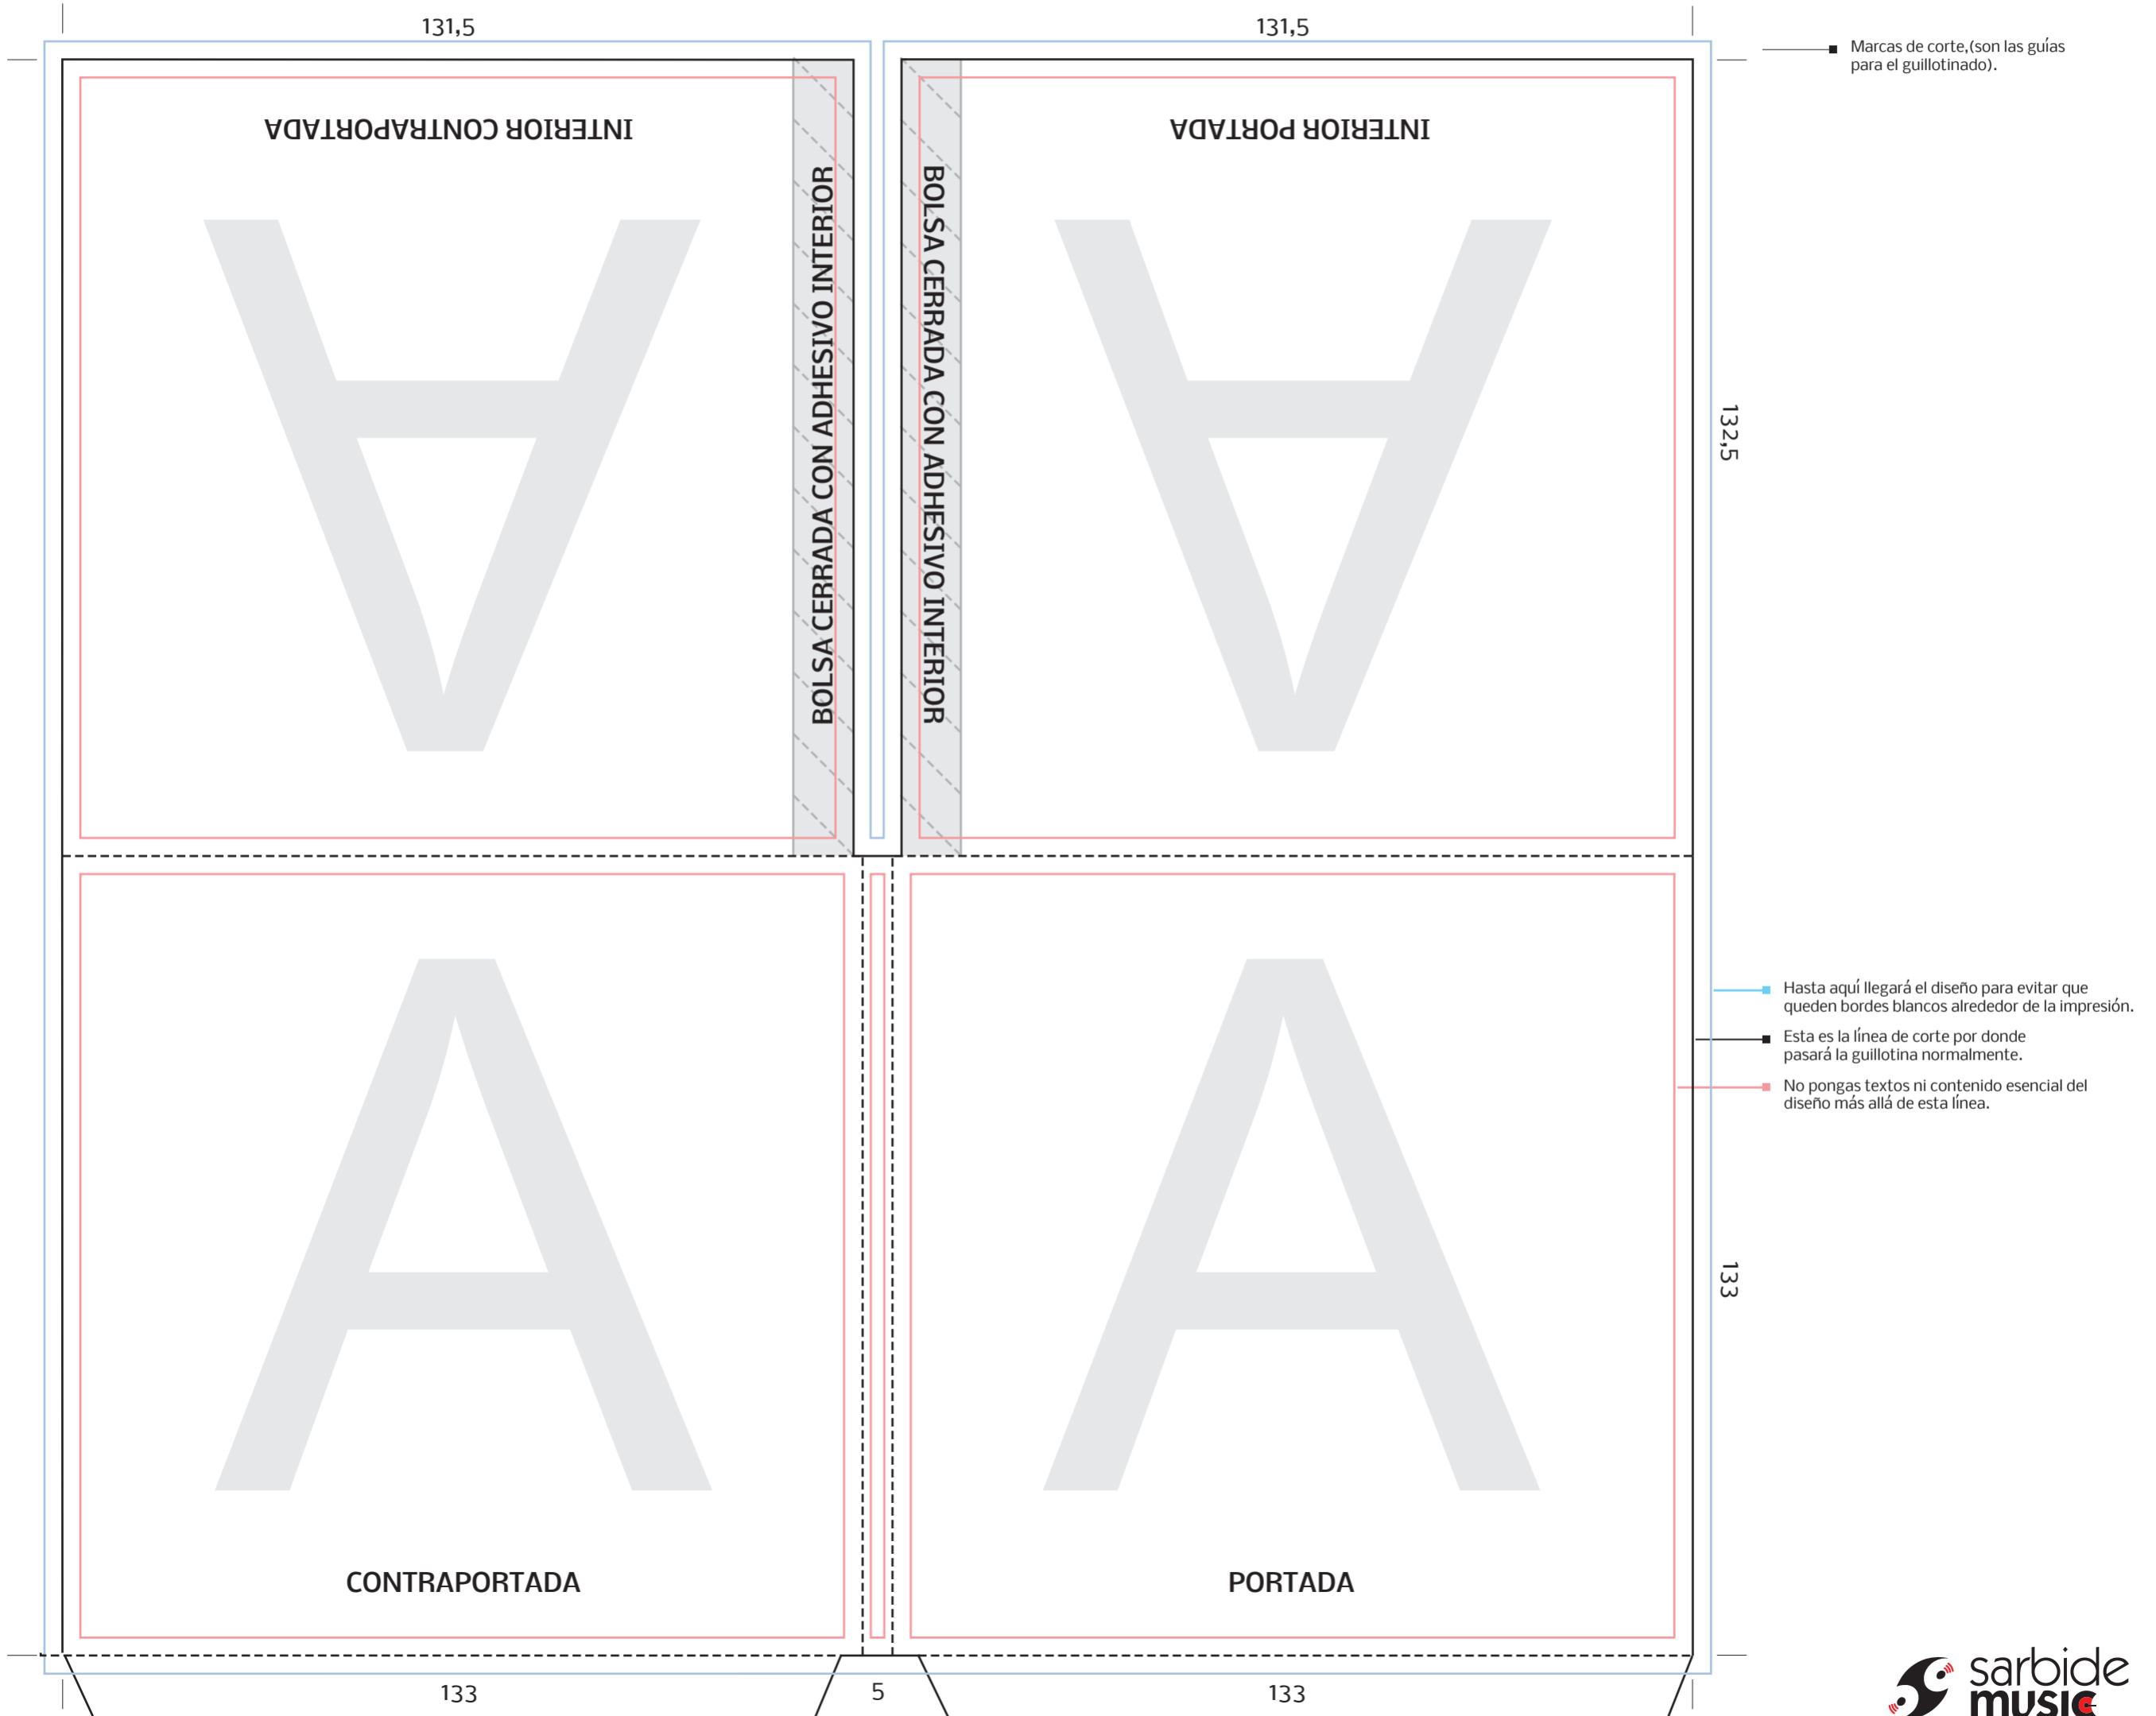 131,5
131,5
Marcas de corte,(son las guías
para el guillotinado).
INTERIOR CONTRAPORTADA
INTERIOR PORTADA
BOLSA CERRADA CON ADHESIVO INTERIOR
BOLSA CERRADA CON ADHESIVO INTERIOR
A
A
132,5
A
A
Hasta aquí llegará el diseño para evitar que
queden bordes blancos alrededor de la impresión.
Esta es la línea de corte por donde
pasará la guillotina normalmente.
No pongas textos ni contenido esencial del
diseño más allá de esta línea.
133
CONTRAPORTADA
PORTADA
133
5
133
sarbide
music